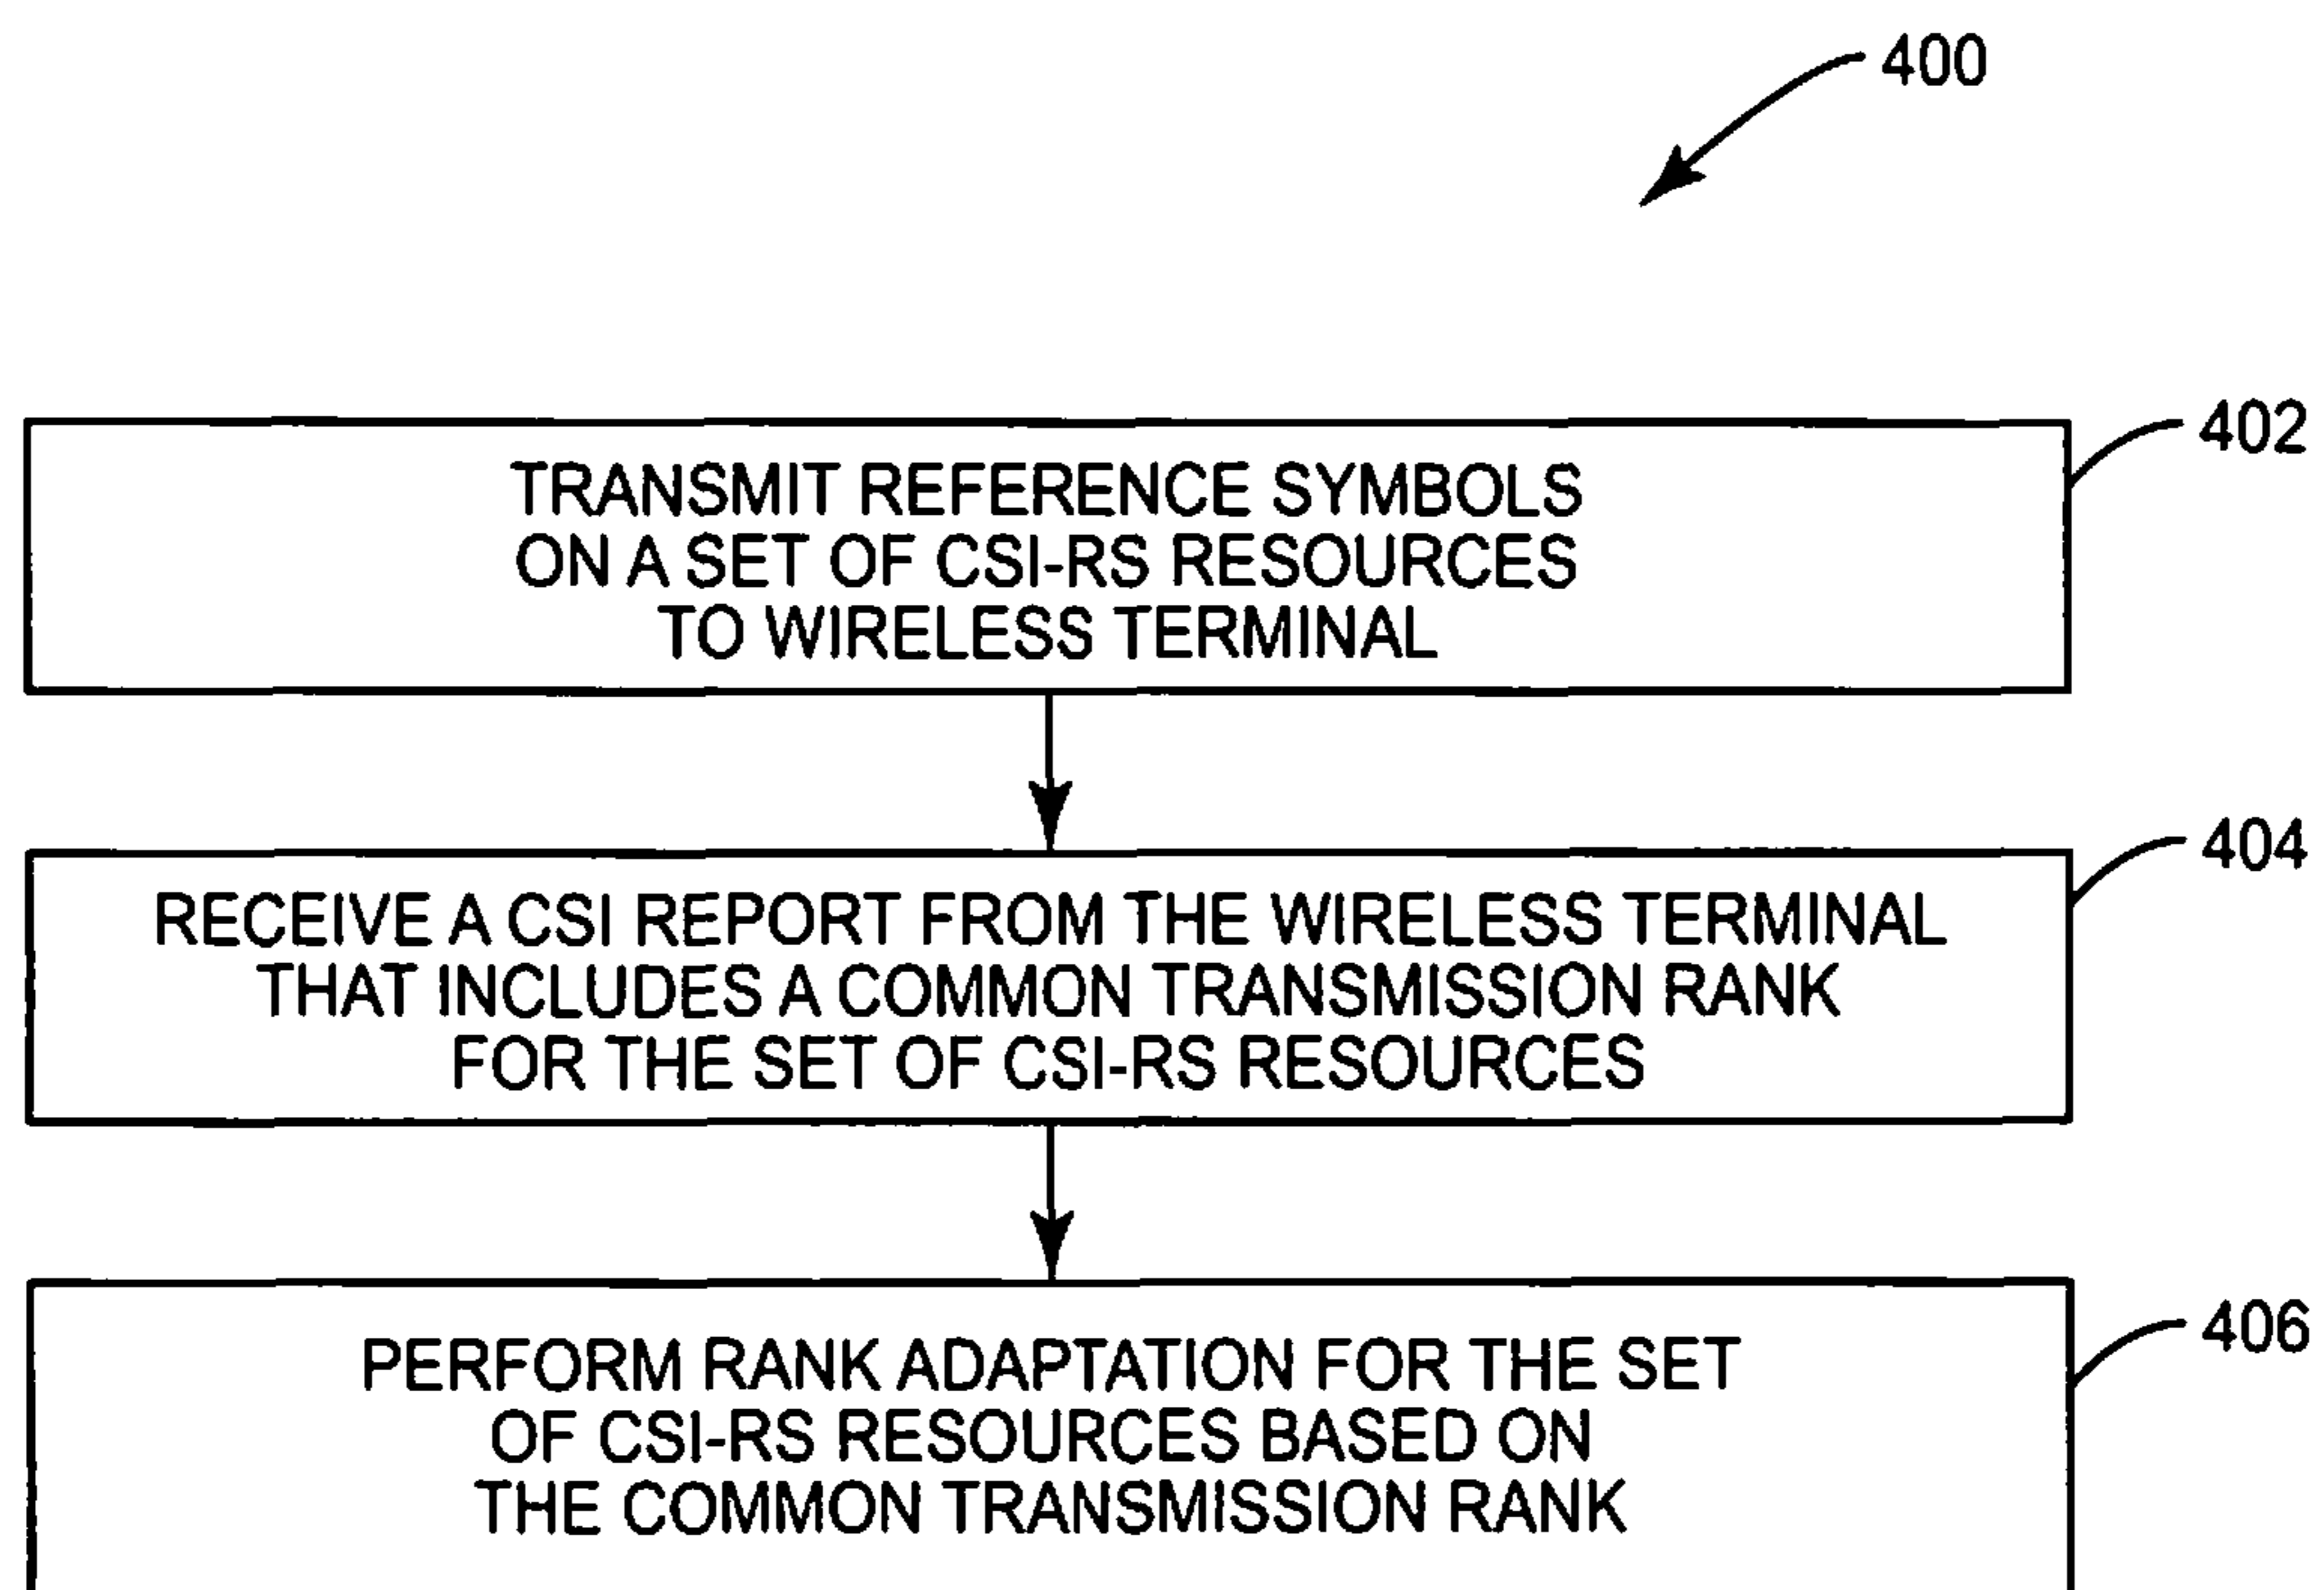 400
402
TRANSMIT REFERENCE SYMBOLS
ON A SET OF CSI-RS RESOURCES
TO WIRELESS TERMINAL
404
RECEIVE A CSI REPORT FROM THE WIRELESS TERMINAL
THAT INCLUDES A COMMON TRANSMISSION RANK
FOR THE SET OF CSI-RS RESOURCES
406
PERFORM RANK ADAPTATION FOR THE SET
OF CSI-RS RESOURCES BASED ON
THE COMMON TRANSMISSION RANK